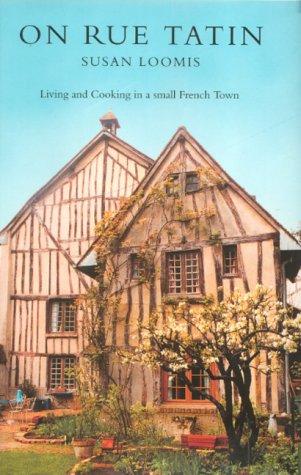 ON RUE TATIN
SUSAN LOOMIS
Living and Cooking in a small French Town